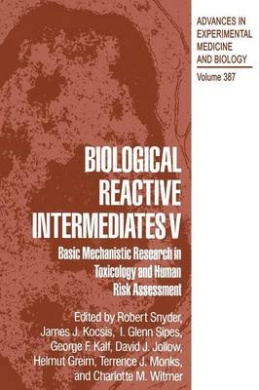 ADVANCES IN
EXPERIMENTAL
MEDICINE
AND BIOLOGY
Volume 387
BIOLOGICAL
REACTIVE
INTERMEDIATES V
Basic Mechanistic Research in
Toxicology and Human
Risk Assessment
Edited by Robert Snyder,
James J. Kocsis, I. Glenn Sipes,
George F. Kalf, David J. Jollow,
Helmut Greim, Terrence J. Monks,
and Charlotte M. Witmer